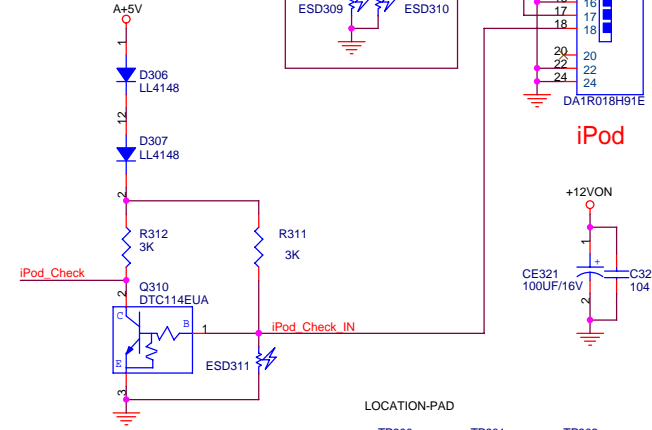 A+5V
ESD309
ESD310
16
17
17
18
18
20
20
22
22
24
24
DA1R018H91E
iPod
1
D306
LL4148
12
D307
LL4148
2
R312
3K
R311
3K
iPod_Check
2
Q310
DTC114EUA
C
B
E
1
iPod_Check_IN
ESD311
3
+12VON
1
+
CE321
100UF/16V
2
C32
104
LOCATION-PAD